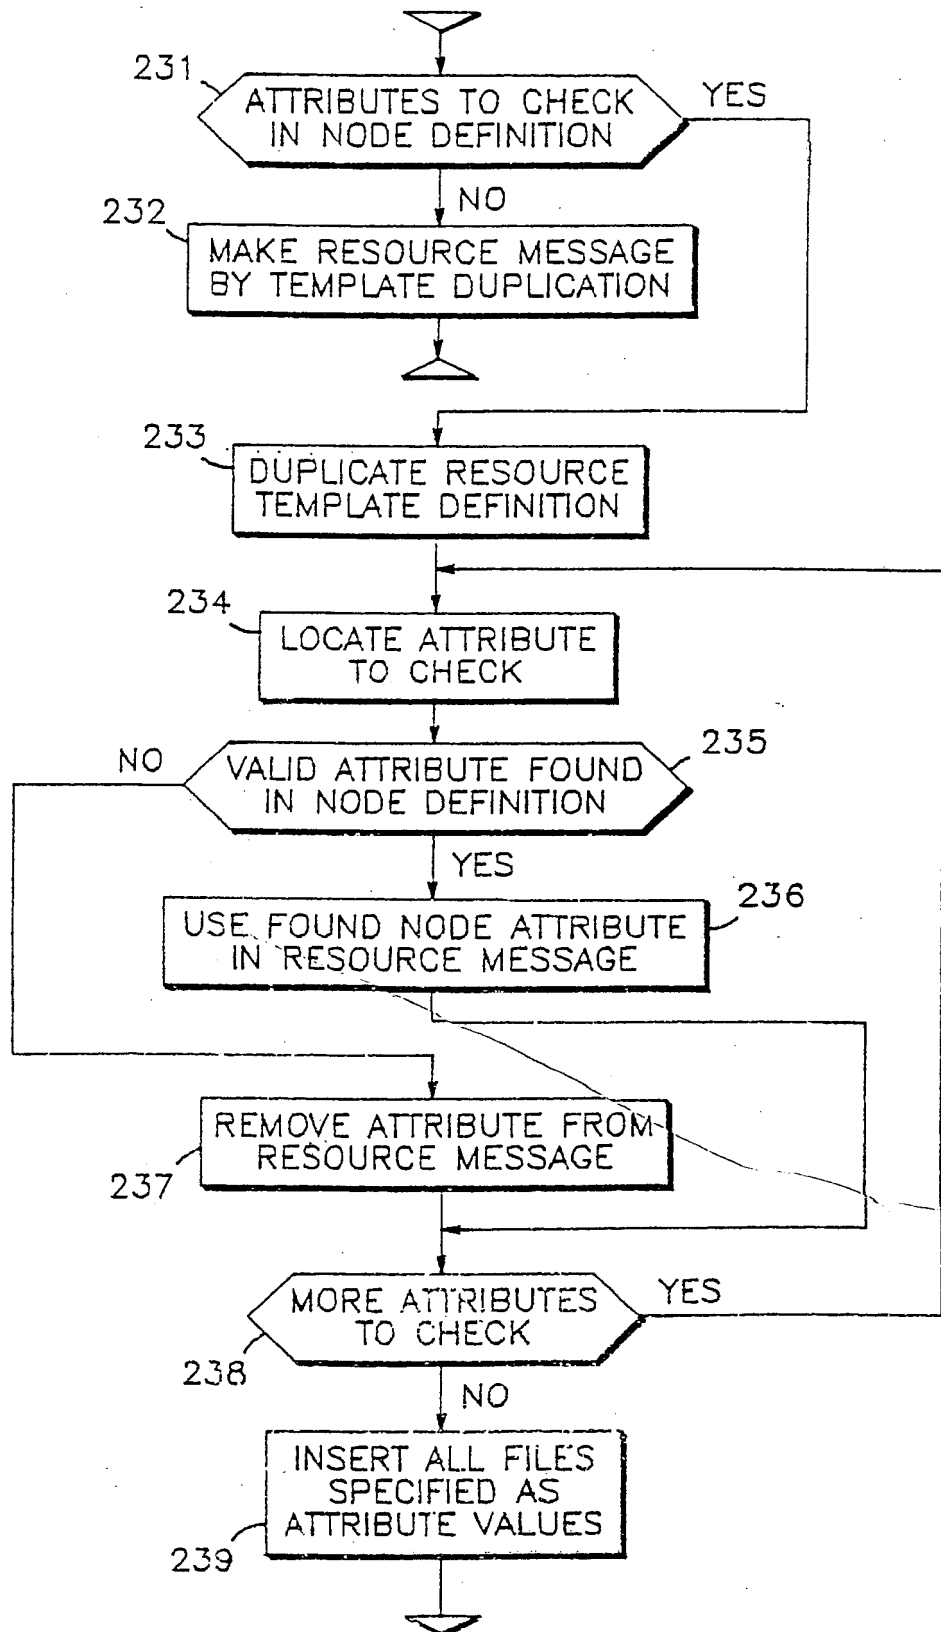 231
ATTRIBUTES TO CHECK
IN NODE DEFINITION
YES
NO
232
MAKE RESOURCE MESSAGE
BY TEMPLATE DUPLICATION
233
DUPLICATE RESOURCE
TEMPLATE DEFINITION
234
LOCATE ATTRIBUTE
TO CHECK
235
NO
VALID ATTRIBUTE FOUND
IN NODE DEFINITION
YES
236
USE FOUND NODE ATTRIBUTE
IN RESOURCE MESSAGE
REMOVE ATTRIBUTE FROM
RESOURCE MESSAGE
237
MORE ATTRIBUTES
TO CHECK
YES
238
NO
INSERT ALL FILES
SPECIFIED AS
ATTRIBUTE VALUES
239